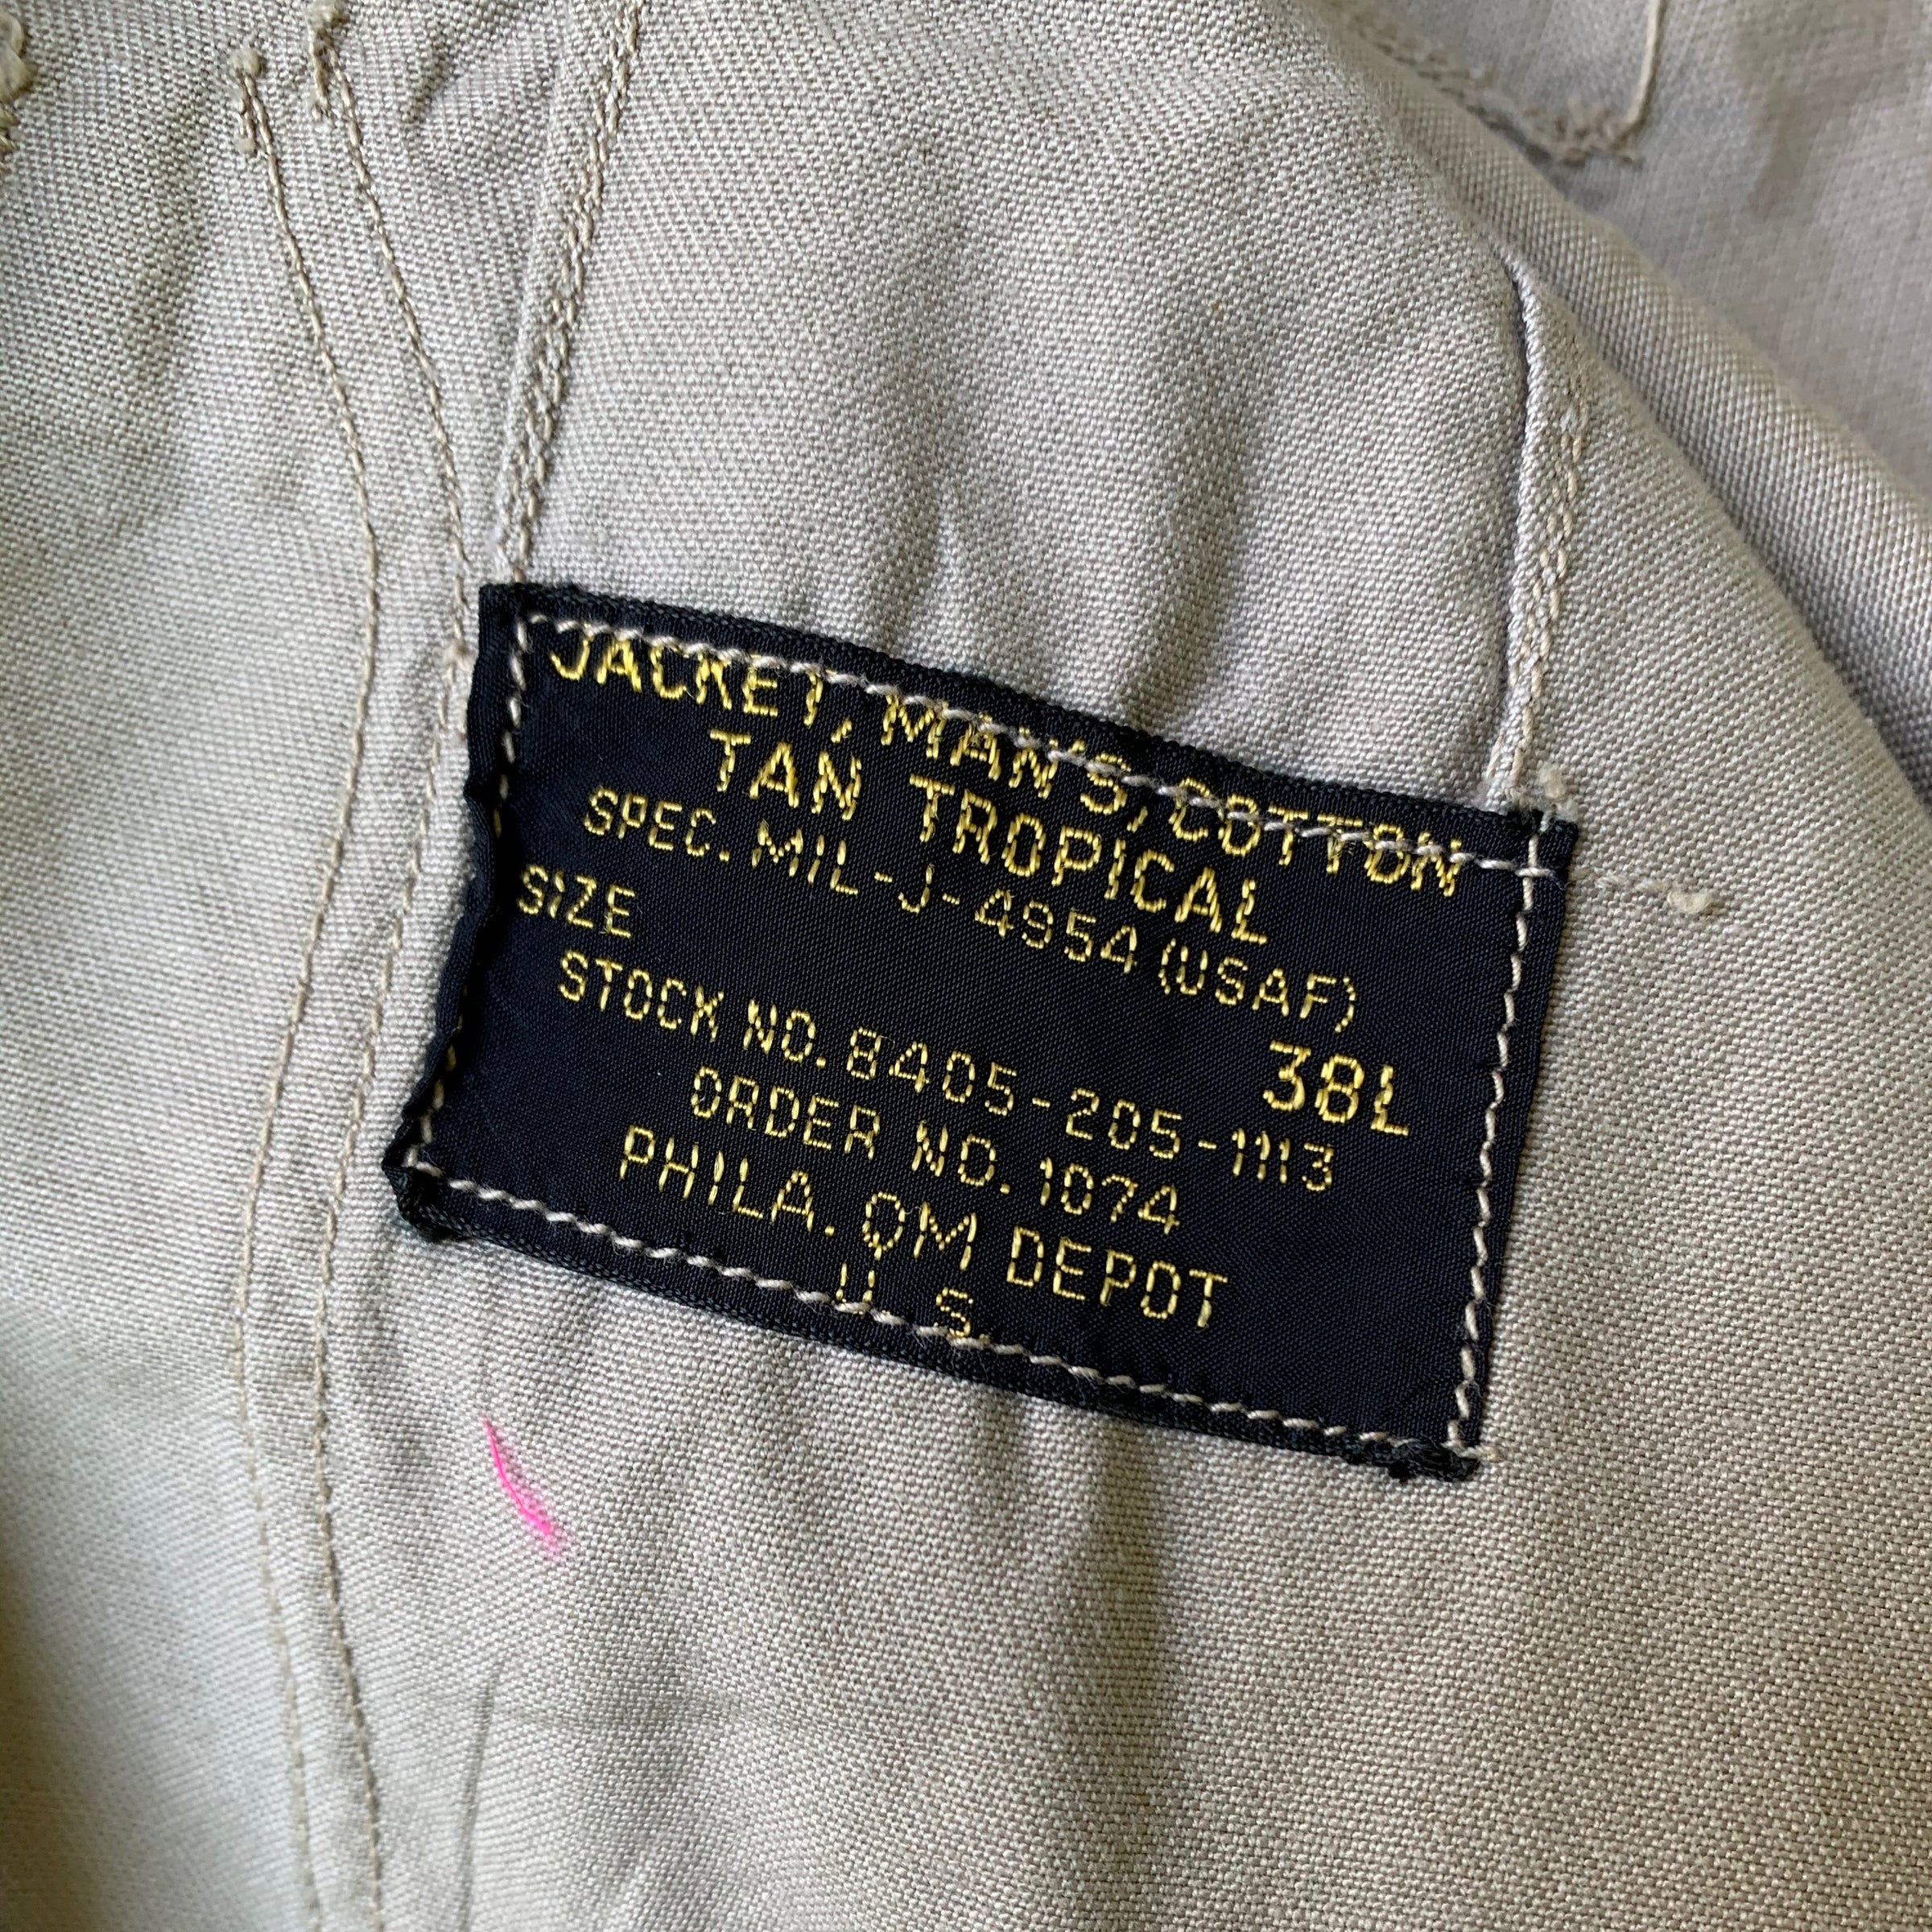 JACKET, MAN'S, COTTON
TAN TROPICAL
SPEC. MIL-J-4954 (USAF)
SIZE 38L
STOCK NO. 8405-205-1113
ORDER NO. 1074
PHILA. QM DEPOT
U. S.